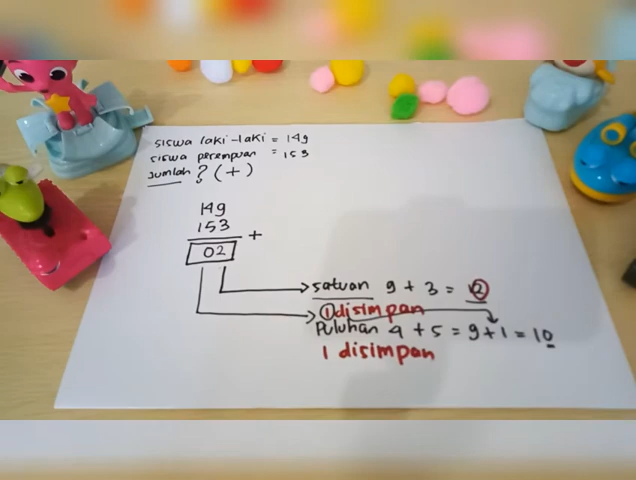 siswa laki-laki = 149
siswa perempuan = 153
Jumlah ? (+)
149
153
+
02
satuan 9 + 3 = 12
1 disimpan
Puluhan 4 + 5 = 9 + 1 = 10
1 disimpan